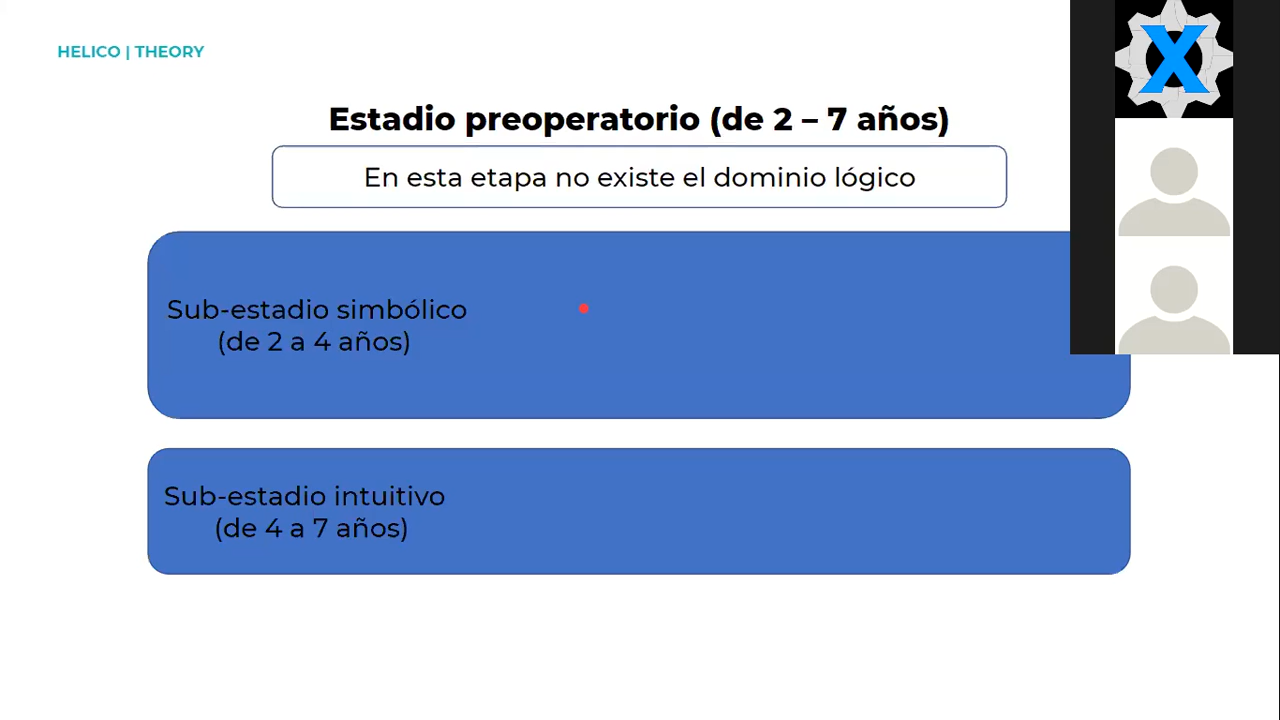 HELICO | THEORY
Estadio preoperatorio (de 2 – 7 años)
En esta etapa no existe el dominio lógico
Sub-estadio simbólico
(de 2 a 4 años)
Sub-estadio intuitivo
(de 4 a 7 años)
X